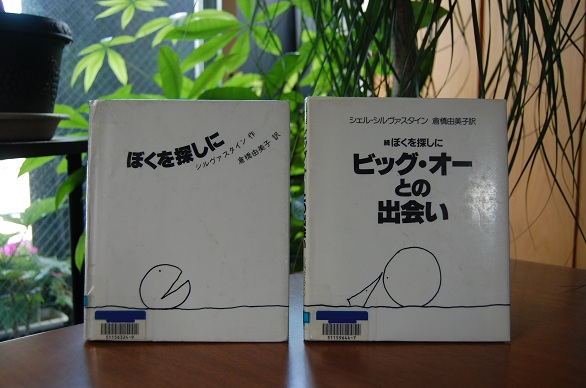 ぼくを探しに
シルヴァスタイン 作
倉橋由美子 訳
シェル・シルヴァスタイン 倉橋由美子訳
続 ぼくを探しに
ビッグ・オー
との
出会い